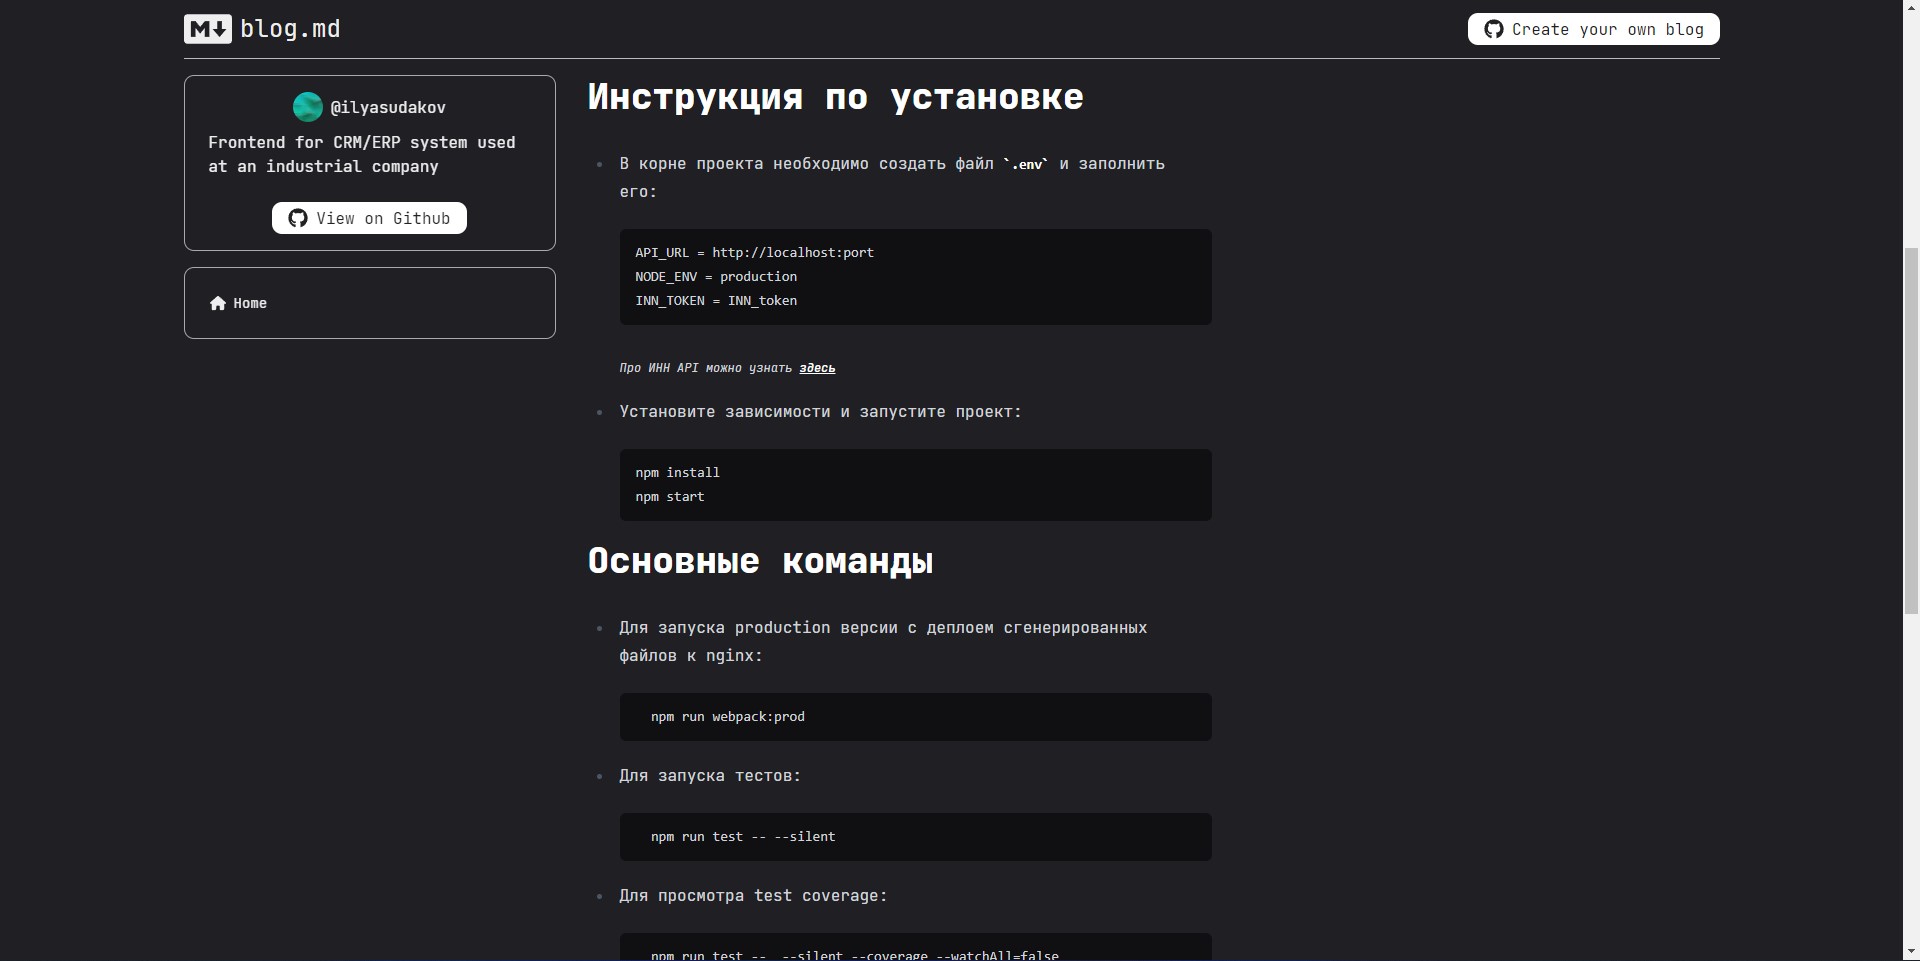 M blog.md
Create your own blog
@ilyasudakov
Frontend for CRM/ERP system used
at an industrial company
View on Github
Home
Инструкция по установке
В корне проекта необходимо создать файл `.env` и заполнить
его:
API_URL = http://localhost:port
NODE_ENV = production
INN_TOKEN = INN_token
Про ИНН API можно узнать здесь
Установите зависимости и запустите проект:
npm install
npm start
Основные команды
Для запуска production версии с деплоем сгенерированных
файлов к nginx:
npm run webpack:prod
Для запуска тестов:
npm run test -- --silent
Для просмотра test coverage:
npm run test --  --silent --coverage --watchAll=false